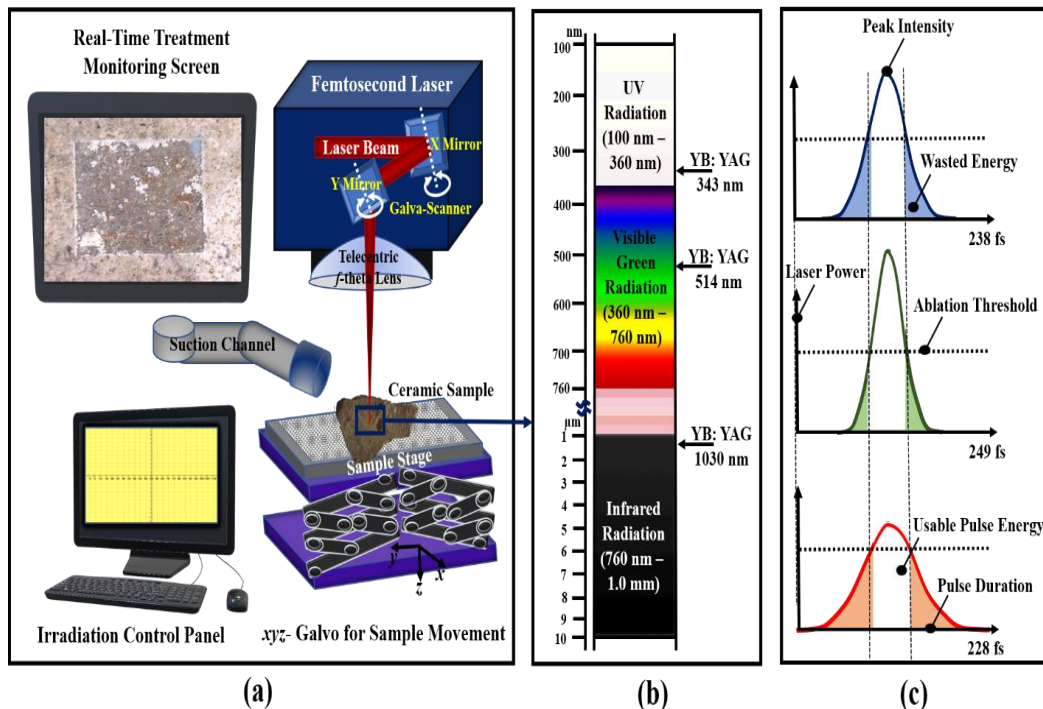 Real-Time Treatment
Monitoring Screen
Femtosecond Laser
Laser Beam
X Mirror
Y Mirror
Galva-Scanner
Telecentric
f-theta Lens
Suction Channel
Ceramic Sample
Sample Stage
y
x
z
Irradiation Control Panel
xyz- Galvo for Sample Movement
(a)
nm
100
200
300
400
500
600
700
760
µm
1
2
3
4
5
6
7
8
9
10
UV
Radiation
(100 nm –
360 nm)
Visible
Green
Radiation
(360 nm –
760 nm)
Infrared
Radiation
(760 nm –
1.0 mm)
YB: YAG
343 nm
YB: YAG
514 nm
YB: YAG
1030 nm
(b)
Peak Intensity
Wasted Energy
238 fs
Laser Power
Ablation Threshold
249 fs
Usable Pulse Energy
Pulse Duration
228 fs
(c)